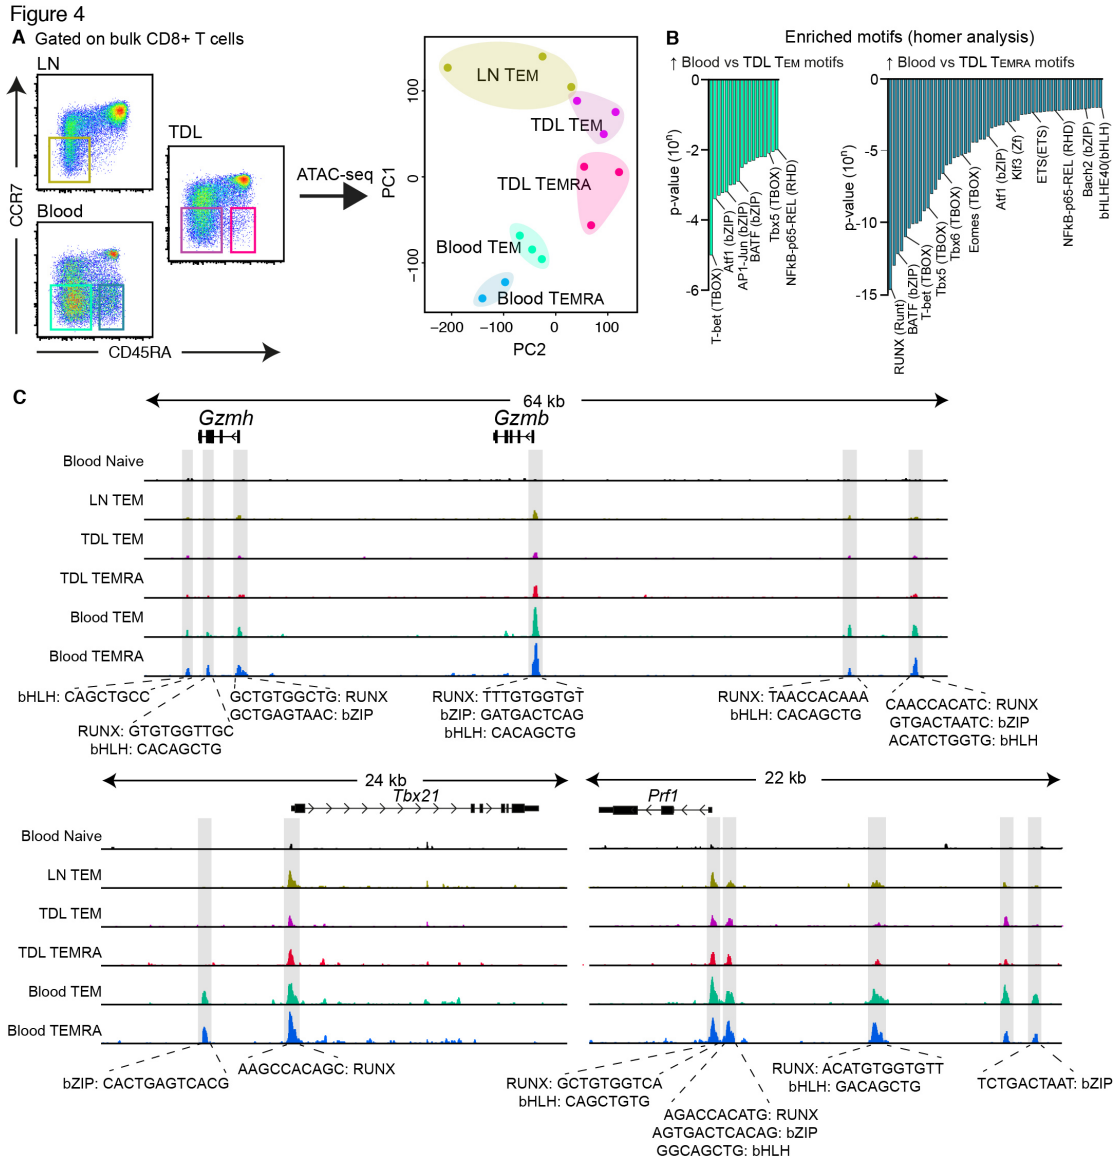 Figure 4
A Gated on bulk CD8+ T cells
LN
TDL
Blood
CCR7
CD45RA
ATAC-seq
PC1
100
0
−100
−200 −100 0 100
PC2
LN TEM
TDL TEM
TDL TEMRA
Blood TEM
Blood TEMRA
B Enriched motifs (homer analysis)
↑ Blood vs TDL TEM motifs
p-value (10ⁿ)
0
-2
-4
-6
T-bet (TBOX)
Atf1 (bZIP)
AP1-Jun (bZIP)
BATF (bZIP)
Tbx5 (TBOX)
NFkB-p65-REL (RHD)
↑ Blood vs TDL TEMRA motifs
p-value (10ⁿ)
0
-5
-10
-15
RUNX (Runt)
BATF (bZIP)
T-bet (TBOX)
Tbx5 (TBOX)
Tbx6 (TBOX)
Eomes (TBOX)
Atf1 (bZIP)
Klf3 (Zf)
ETS(ETS)
NFkB-p65-REL (RHD)
Bach2 (bZIP)
bHLHE40(bHLH)
C
64 kb
Gzmh Gzmb
Blood Naive
LN TEM
TDL TEM
TDL TEMRA
Blood TEM
Blood TEMRA
bHLH: CAGCTGCC
RUNX: GTGTGGTTGC
bHLH: CACAGCTG
GCTGTGGCTG: RUNX
GCTGAGTAAC: bZIP
RUNX: TTTGTGGTGT
bZIP: GATGACTCAG
bHLH: CACAGCTG
RUNX: TAACCACAAA
bHLH: CACAGCTG
CAACCACATC: RUNX
GTGACTAATC: bZIP
ACATCTGGTG: bHLH
24 kb
Tbx21
22 kb
Prf1
Blood Naive
LN TEM
TDL TEM
TDL TEMRA
Blood TEM
Blood TEMRA
bZIP: CACTGAGTCACG
AAGCCACAGC: RUNX
RUNX: GCTGTGGTCA
bHLH: CAGCTGTG
AGACCACATG: RUNX
AGTGACTCACAG: bZIP
GGCAGCTG: bHLH
RUNX: ACATGTGGTGTT
bHLH: GACAGCTG
TCTGACTAAT: bZIP